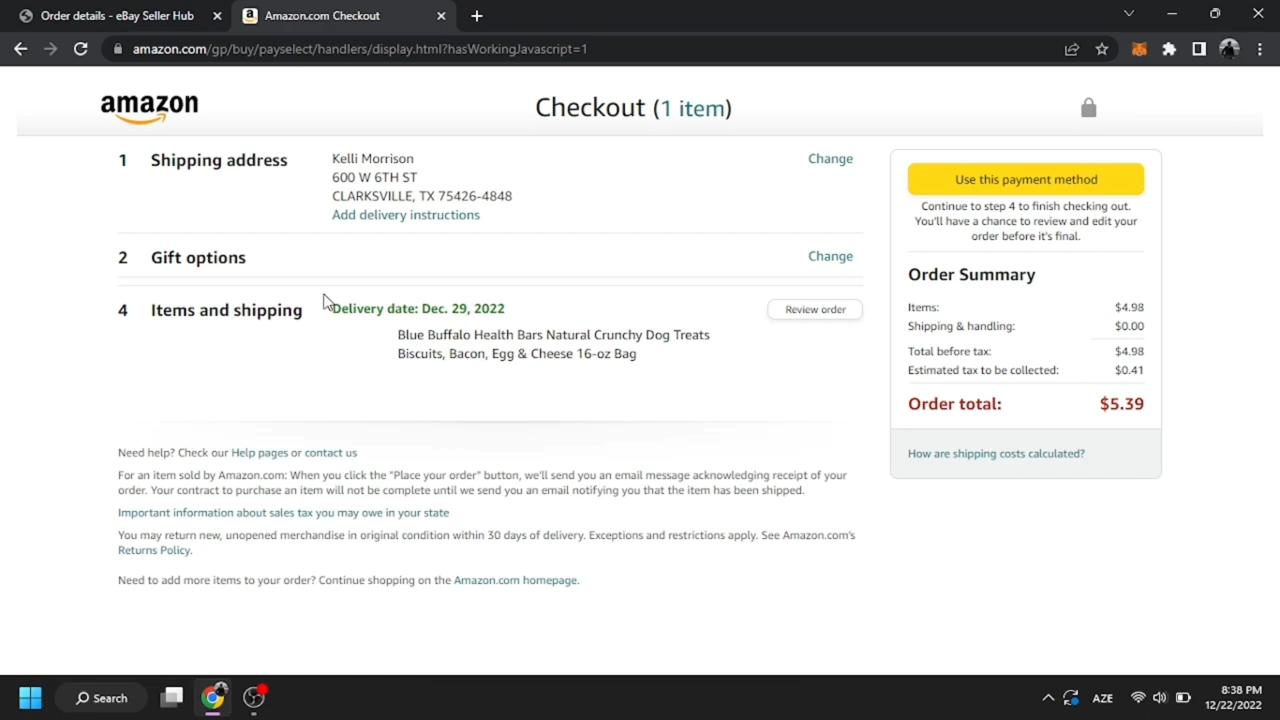 Order details - eBay Seller Hub
Amazon.com Checkout
amazon.com/gp/buy/payselect/handlers/display.html?hasWorkingJavascript=1
amazon
Checkout (1 item)
1 Shipping address
Kelli Morrison
600 W 6TH ST
CLARKSVILLE, TX 75426-4848
Add delivery instructions
Change
2 Gift options
Change
4 Items and shipping
Delivery date: Dec. 29, 2022
Review order
Blue Buffalo Health Bars Natural Crunchy Dog Treats
Biscuits, Bacon, Egg & Cheese 16-oz Bag
Use this payment method
Continue to step 4 to finish checking out.
You'll have a chance to review and edit your
order before it's final.
Order Summary
Items: $4.98
Shipping & handling: $0.00
Total before tax: $4.98
Estimated tax to be collected: $0.41
Order total: $5.39
How are shipping costs calculated?
Need help? Check our Help pages or contact us
For an item sold by Amazon.com: When you click the "Place your order" button, we'll send you an email message acknowledging receipt of your
order. Your contract to purchase an item will not be complete until we send you an email notifying you that the item has been shipped.
Important information about sales tax you may owe in your state
You may return new, unopened merchandise in original condition within 30 days of delivery. Exceptions and restrictions apply. See Amazon.com's
Returns Policy.
Need to add more items to your order? Continue shopping on the Amazon.com homepage.
Search
AZE
8:38 PM
12/22/2022